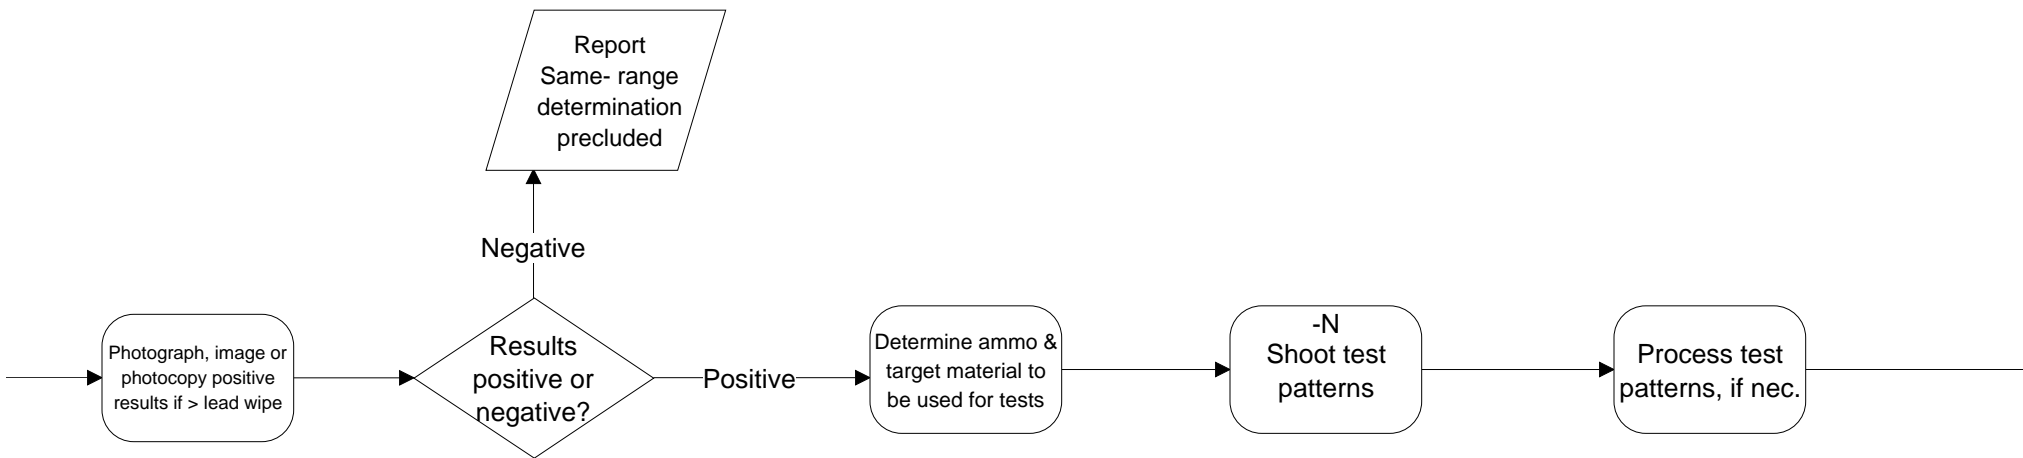 Report
Same- range
determination
precluded
Negative
Photograph, image or
photocopy positive
results if > lead wipe
Results
positive or
negative?
Positive
Determine ammo &
target material to
be used for tests
-N
Shoot test
patterns
Process test
patterns, if nec.